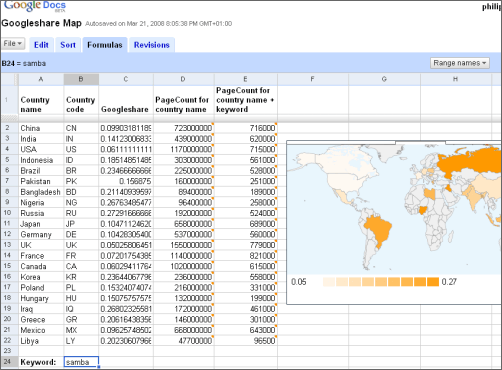 Google Docs
BETA
philip
Googleshare Map Autosaved on Mar 21, 2008 8:05:38 PM GMT+01:00
File Edit Sort Formulas Revisions
B24 = samba Range names
A B C D E F G H
1 Country name Country code Googleshare PageCount for country name PageCount for country name + keyword
2 China CN 0.09903181189 723000000 716000
3 India IN 0.14123006833 439000000 620000
4 USA US 0.06111111111 1170000000 715000
5 Indonesia ID 0.18514851485 303000000 561000
6 Brazil BR 0.23466666666 225000000 528000
7 Pakistan PK 0.156875 160000000 251000
8 Bangladesh BD 0.21140939597 89400000 189000
9 Nigeria NG 0.26763485477 96400000 258000
10 Russia RU 0.27291666666 192000000 524000
11 Japan JP 0.10471124620 658000000 689000
12 Germany DE 0.10428305400 537000000 560000
13 UK UK 0.05025806451 1550000000 779000
14 France FR 0.07201754385 1140000000 821000
15 Canada CA 0.06029411764 1020000000 615000
16 Korea KR 0.23644067796 236000000 558000
17 Poland PL 0.15324074074 216000000 331000
18 Hungary HU 0.15075757575 132000000 199000
19 Iraq IQ 0.26802325581 172000000 461000
20 Greece GR 0.20616438356 146000000 301000
21 Mexico MX 0.09625748502 668000000 643000
22 Libya LY 0.20230607966 47700000 96500
23
24 Keyword: samba
0.05 0.27